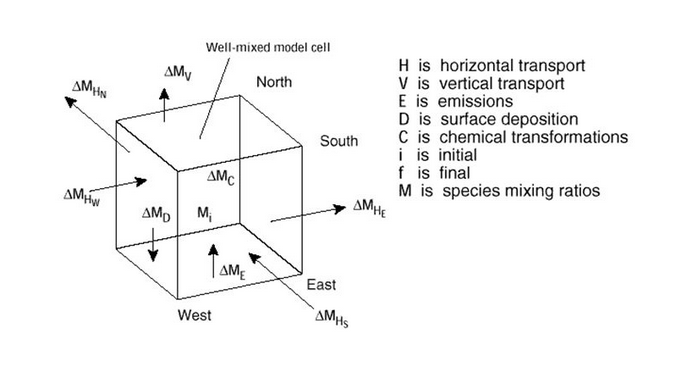 Well-mixed model cell
ΔM_V
North
ΔM_HN
South
ΔM_C
ΔM_HW
ΔM_D
M_i
ΔM_HE
ΔM_E
East
West
ΔM_HS
H is horizontal transport
V is vertical transport
E is emissions
D is surface deposition
C is chemical transformations
i is initial
f is final
M is species mixing ratios